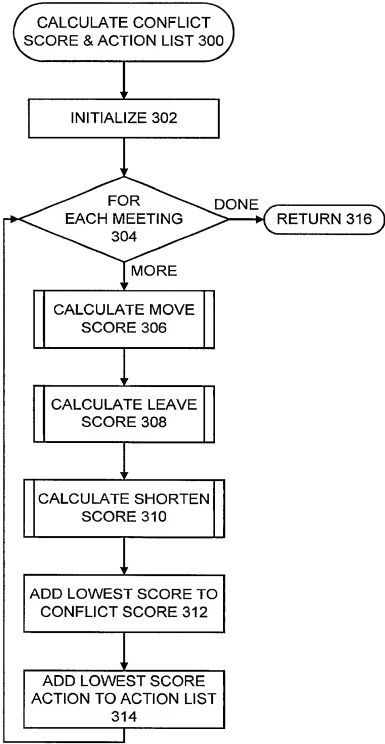 CALCULATE CONFLICT
SCORE & ACTION LIST 300
INITIALIZE 302
FOR
EACH MEETING
304
DONE
RETURN 316
MORE
CALCULATE MOVE
SCORE 306
CALCULATE LEAVE
SCORE 308
CALCULATE SHORTEN
SCORE 310
ADD LOWEST SCORE TO
CONFLICT SCORE 312
ADD LOWEST SCORE
ACTION TO ACTION LIST
314